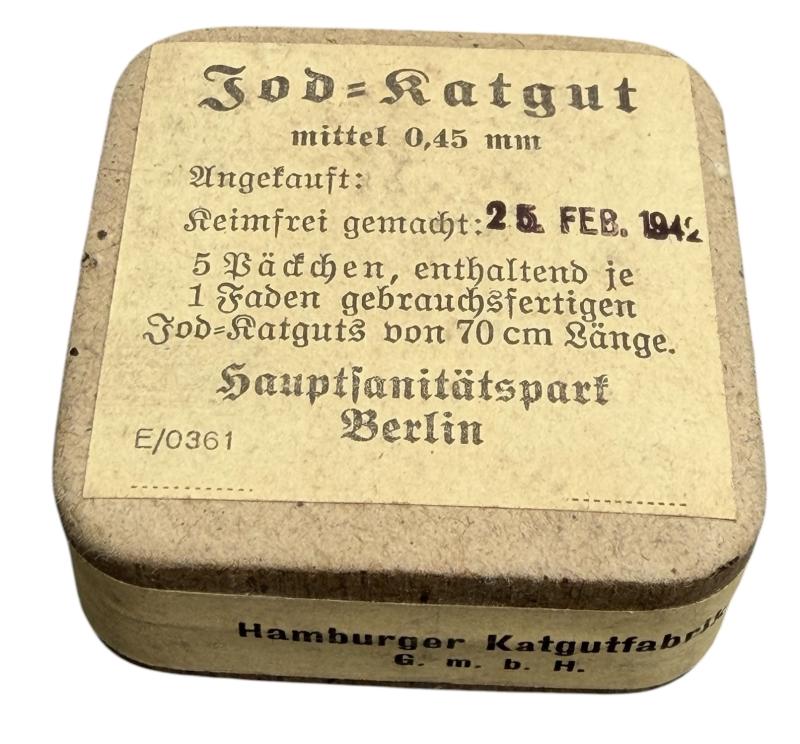 Jod=Katgut
mittel 0,45 mm
Angekauft:
Keimfrei gemacht: 25. FEB. 1942
5 Päckchen, enthaltend je
1 Faden gebrauchsfertigen
Jod=Katguts von 70 cm Länge.
Hauptsanitätspark
Berlin
E/0361
Hamburger Katgutfabrik
G. m. b. H.